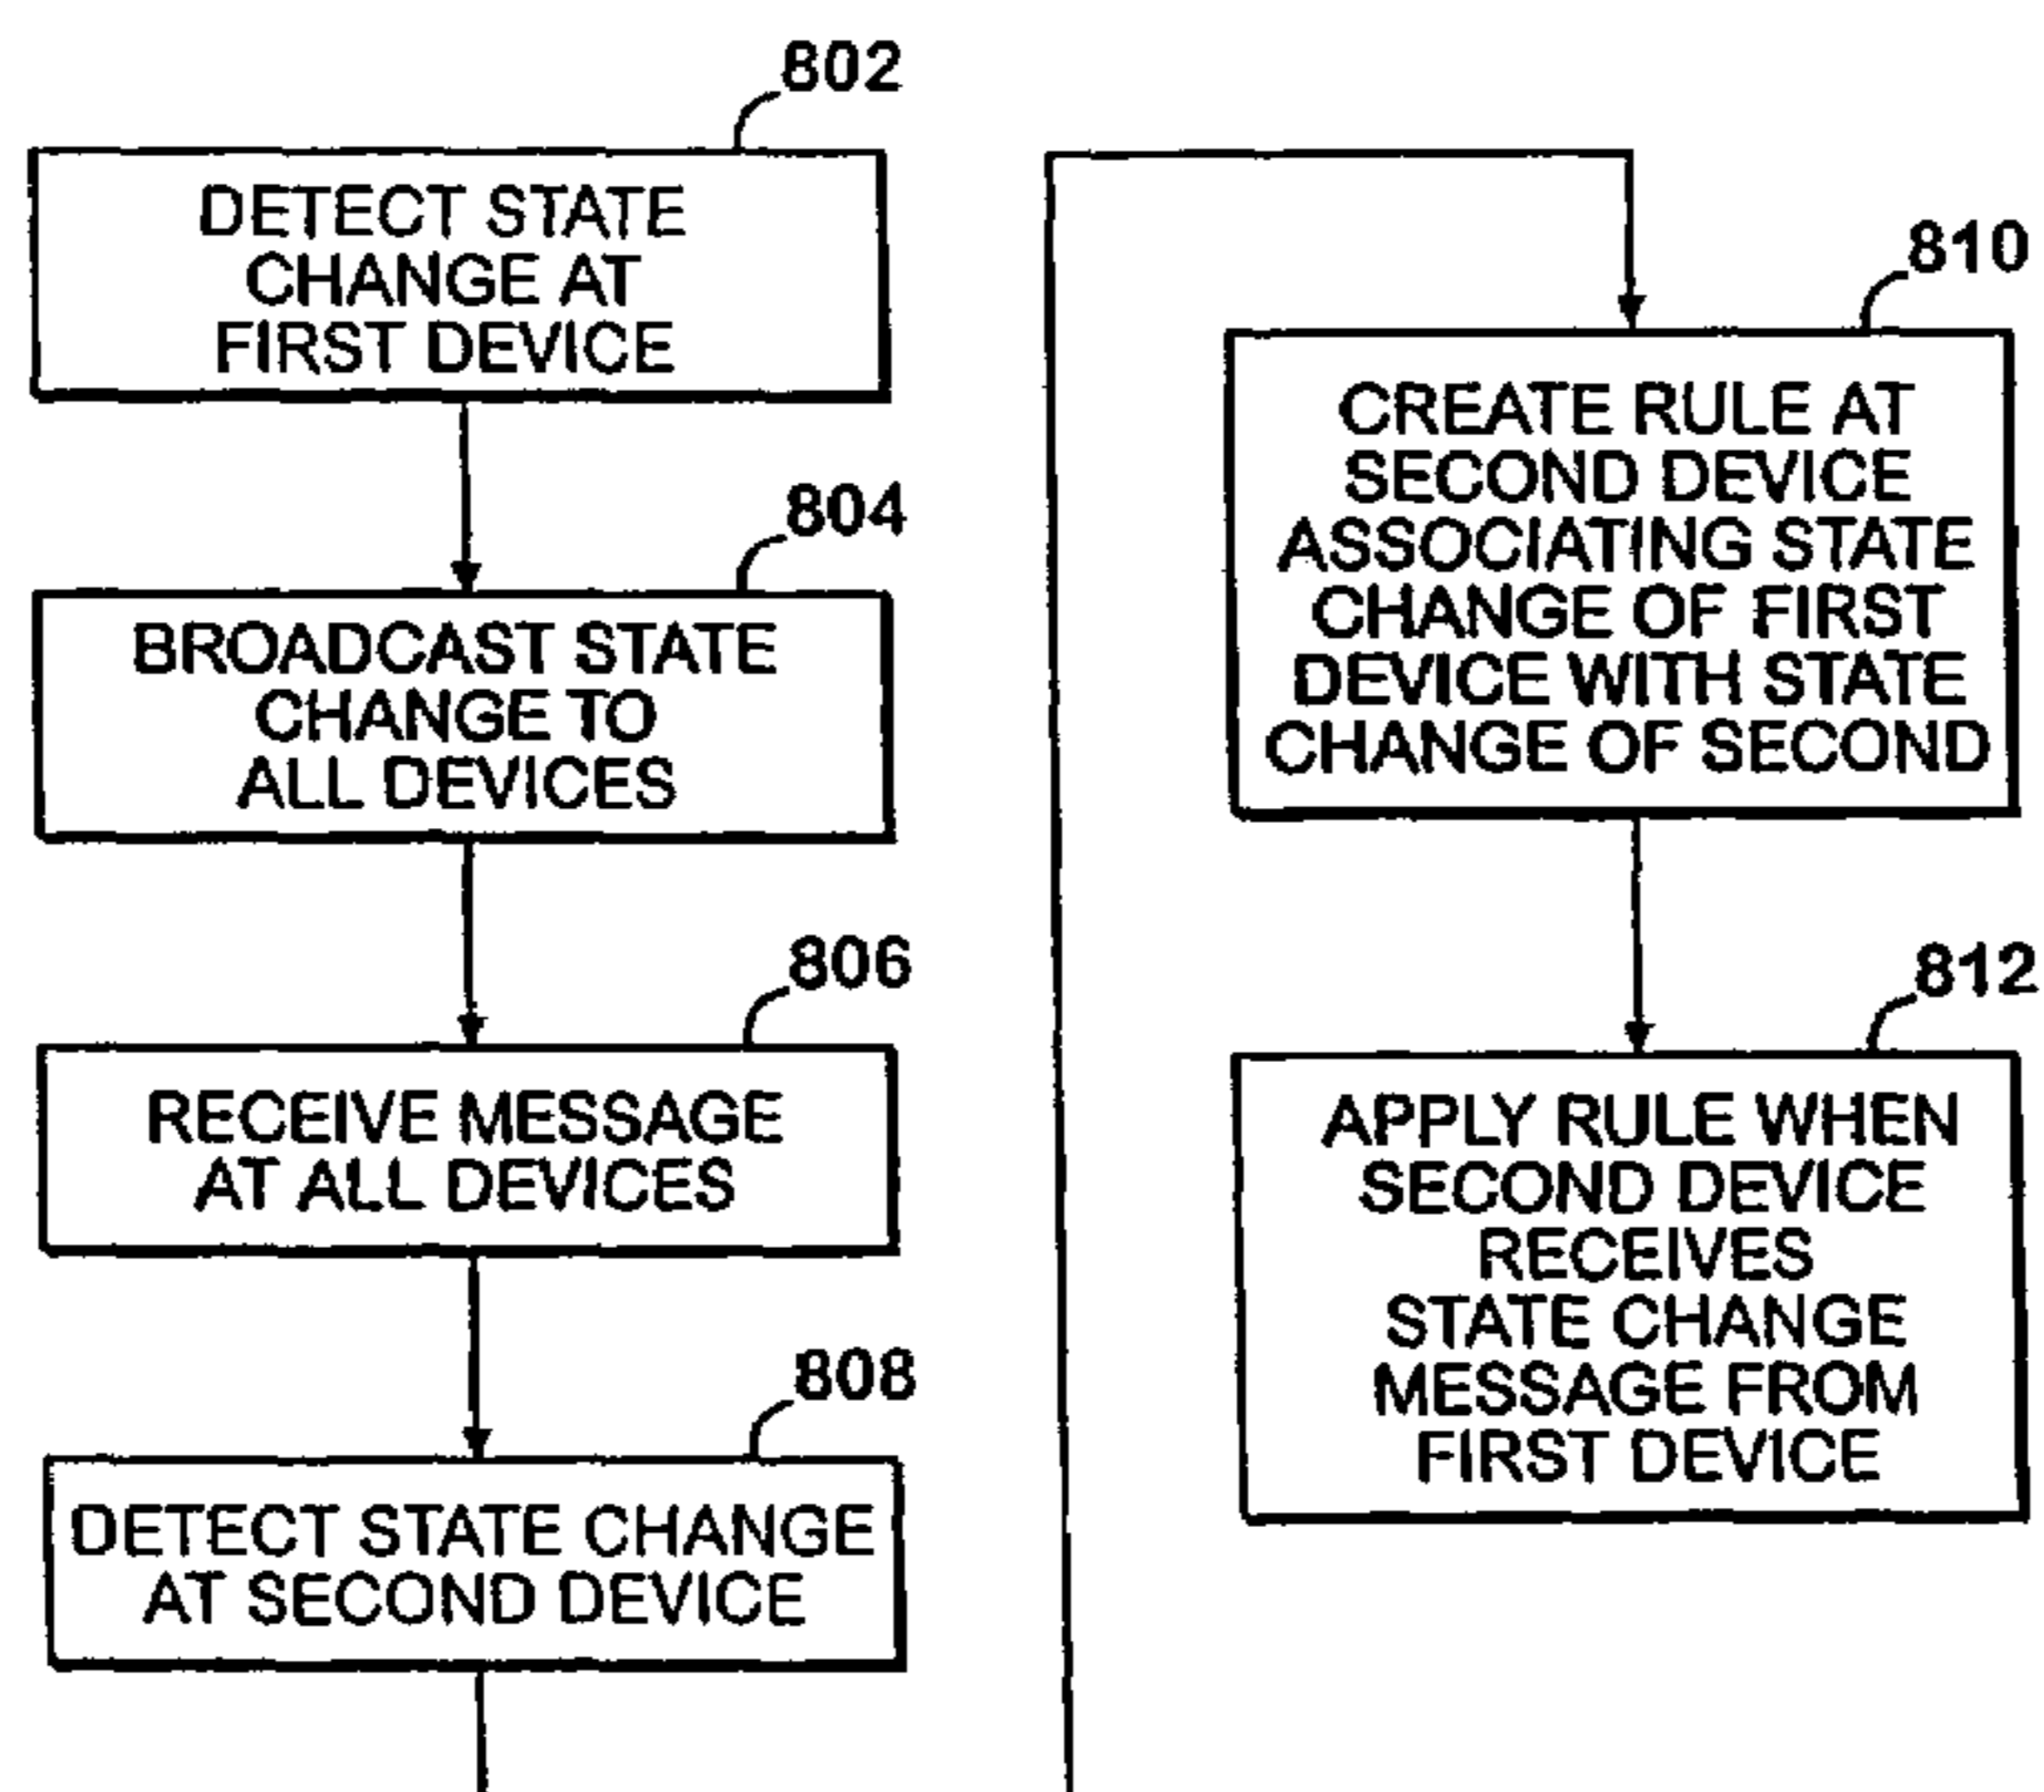 802
DETECT STATE
CHANGE AT
FIRST DEVICE
804
BROADCAST STATE
CHANGE TO
ALL DEVICES
806
RECEIVE MESSAGE
AT ALL DEVICES
808
DETECT STATE CHANGE
AT SECOND DEVICE
810
CREATE RULE AT
SECOND DEVICE
ASSOCIATING STATE
CHANGE OF FIRST
DEVICE WITH STATE
CHANGE OF SECOND
812
APPLY RULE WHEN
SECOND DEVICE
RECEIVES
STATE CHANGE
MESSAGE FROM
FIRST DEVICE